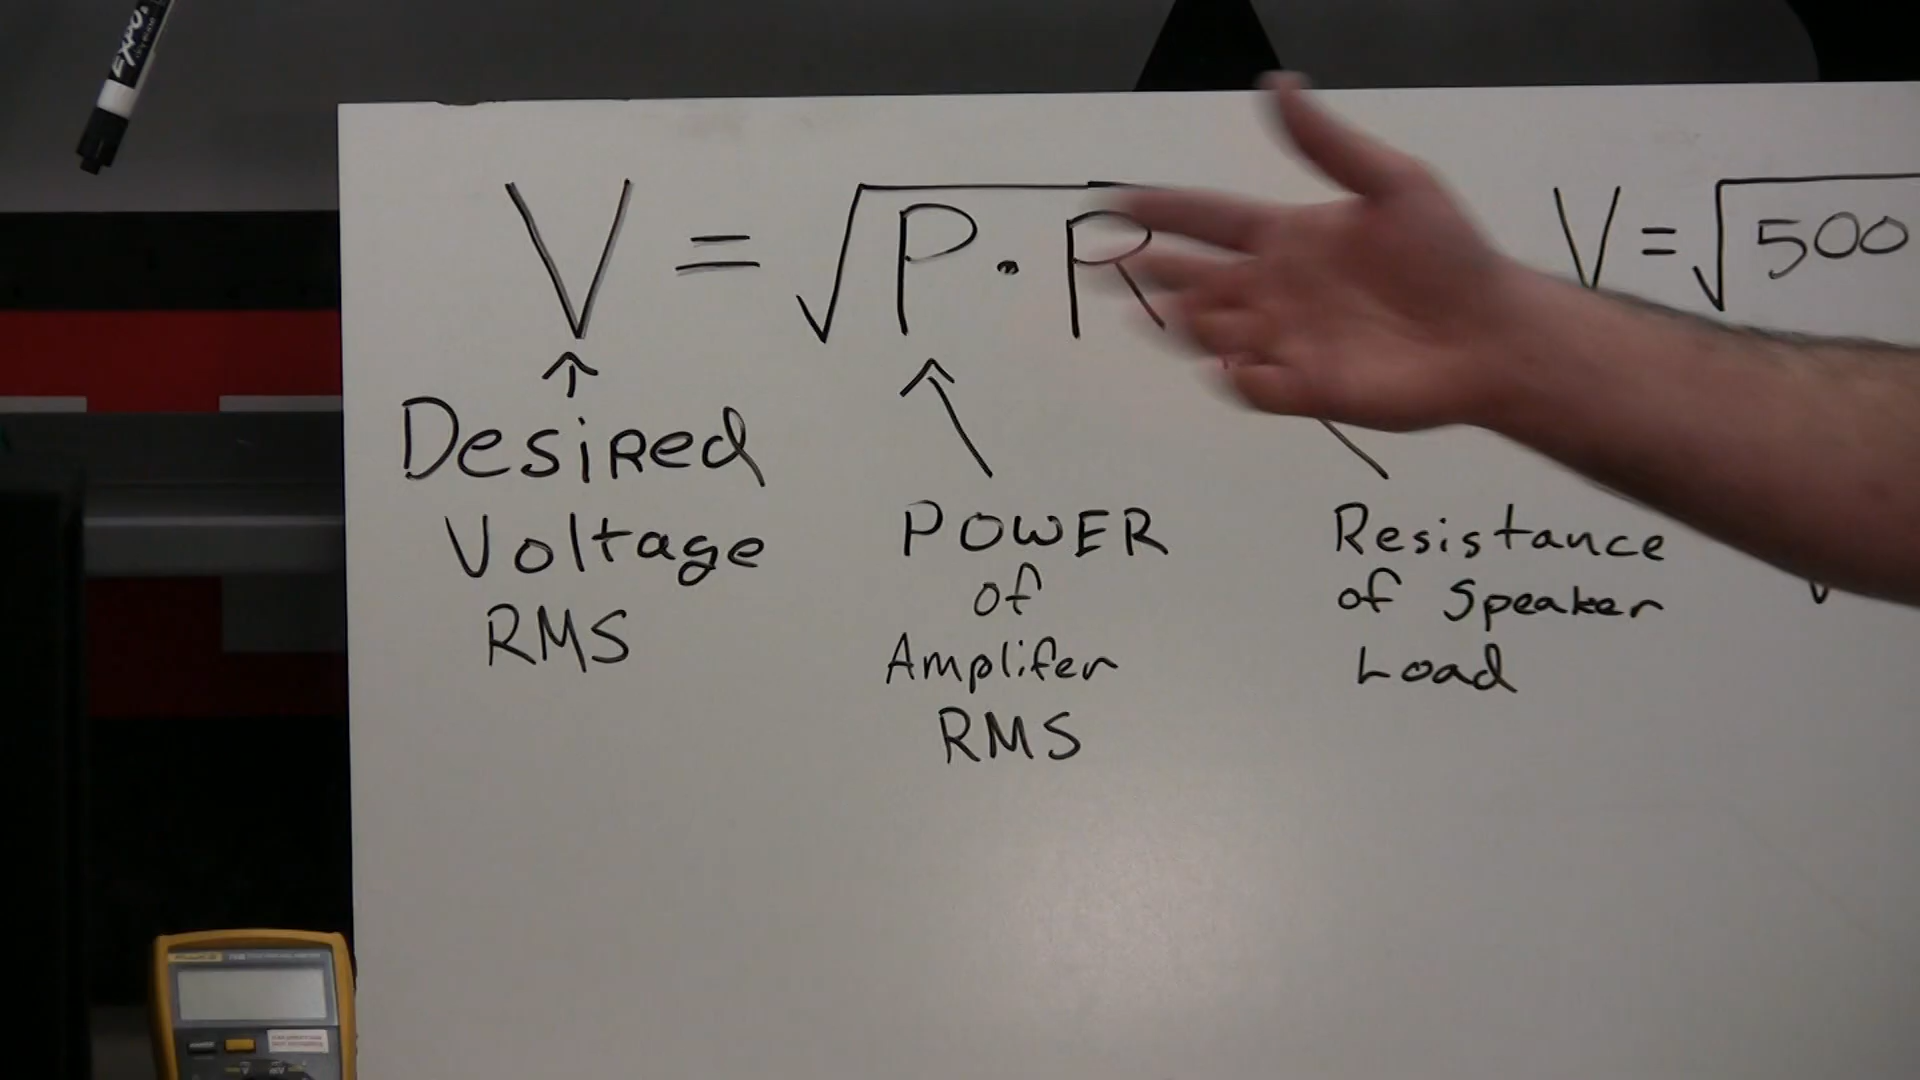 EXPO
V = √P · R
V = √500
Desired
Voltage
RMS
POWER
of
Amplifer
RMS
Resistance
of Speaker
Load